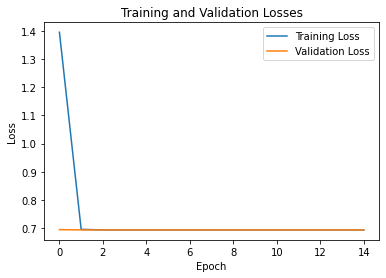 Training and Validation Losses
Training Loss
Validation Loss
Loss
1.4
1.3
1.2
1.1
1.0
0.9
0.8
0.7
0 2 4 6 8 10 12 14
Epoch